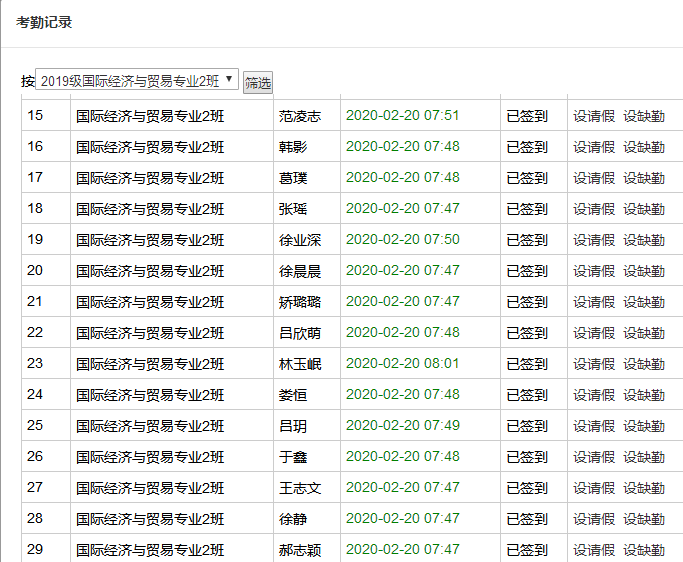 考勤记录
按 2019级国际经济与贸易专业2班 筛选
15 国际经济与贸易专业2班 范凌志 2020-02-20 07:51 已签到 设请假 设缺勤
16 国际经济与贸易专业2班 韩影 2020-02-20 07:48 已签到 设请假 设缺勤
17 国际经济与贸易专业2班 葛璞 2020-02-20 07:48 已签到 设请假 设缺勤
18 国际经济与贸易专业2班 张瑶 2020-02-20 07:47 已签到 设请假 设缺勤
19 国际经济与贸易专业2班 徐业深 2020-02-20 07:50 已签到 设请假 设缺勤
20 国际经济与贸易专业2班 徐晨晨 2020-02-20 07:47 已签到 设请假 设缺勤
21 国际经济与贸易专业2班 矫璐璐 2020-02-20 07:47 已签到 设请假 设缺勤
22 国际经济与贸易专业2班 吕欣萌 2020-02-20 07:48 已签到 设请假 设缺勤
23 国际经济与贸易专业2班 林玉岷 2020-02-20 08:01 已签到 设请假 设缺勤
24 国际经济与贸易专业2班 娄恒 2020-02-20 07:48 已签到 设请假 设缺勤
25 国际经济与贸易专业2班 吕玥 2020-02-20 07:49 已签到 设请假 设缺勤
26 国际经济与贸易专业2班 于鑫 2020-02-20 07:48 已签到 设请假 设缺勤
27 国际经济与贸易专业2班 王志文 2020-02-20 07:47 已签到 设请假 设缺勤
28 国际经济与贸易专业2班 徐静 2020-02-20 07:47 已签到 设请假 设缺勤
29 国际经济与贸易专业2班 郝志颖 2020-02-20 07:47 已签到 设请假 设缺勤